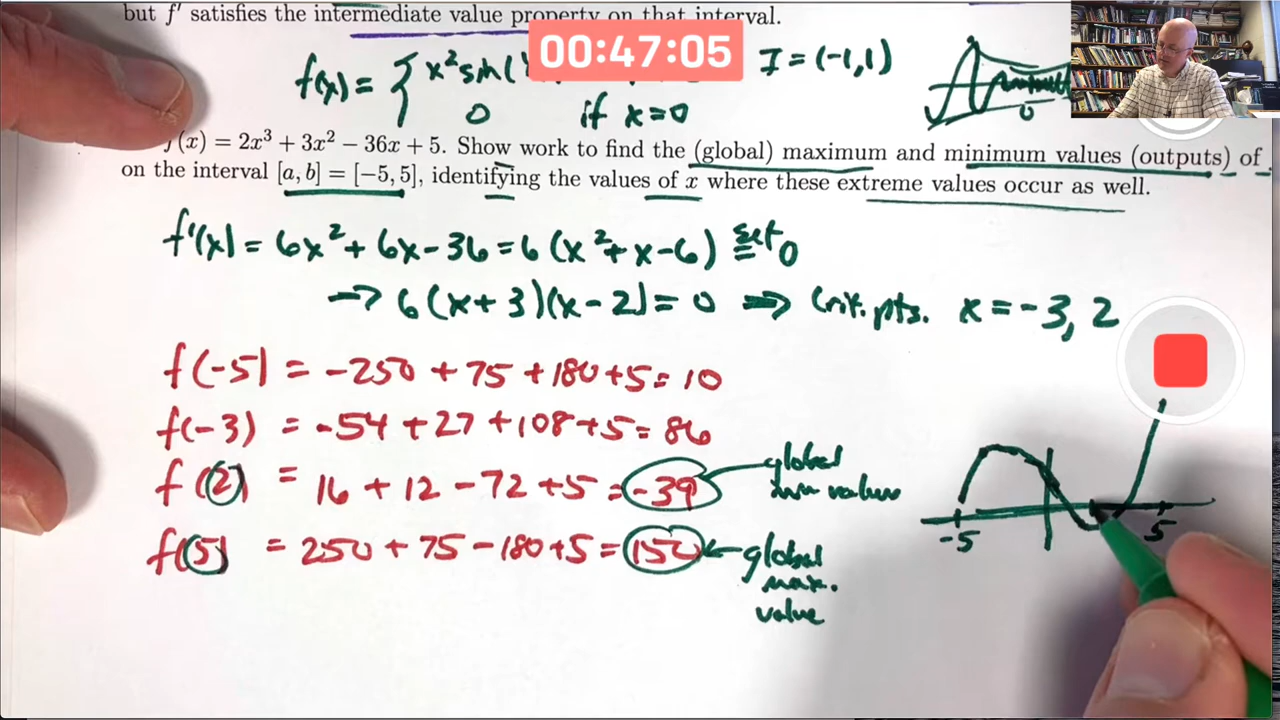 but f′ satisfies the intermediate value property on that interval.
00:47:05
f(x) = { x² sin(
0 if x=0
I = (-1,1)
0
(x) = 2x³ + 3x² − 36x + 5. Show work to find the (global) maximum and minimum values (outputs) of
on the interval [a, b] = [−5, 5], identifying the values of x where these extreme values occur as well.
f'(x) = 6x² + 6x - 36 = 6(x² + x - 6) set = 0
→ 6(x+3)(x-2) = 0 ⇒ Crit. pts. x = -3, 2
f(-5) = -250 + 75 + 180 + 5 = 10
f(-3) = -54 + 27 + 108 + 5 = 86
f(2) = 16 + 12 - 72 + 5 = -39
global
min value
f(5) = 250 + 75 - 180 + 5 = 150
global
max.
value
-5
5